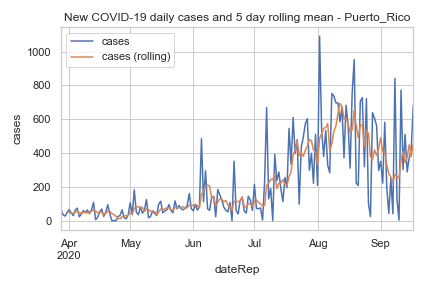 New COVID-19 daily cases and 5 day rolling mean - Puerto_Rico
cases
cases (rolling)
cases
1000
800
600
400
200
0
Apr
2020
May
Jun
Jul
Aug
Sep
dateRep